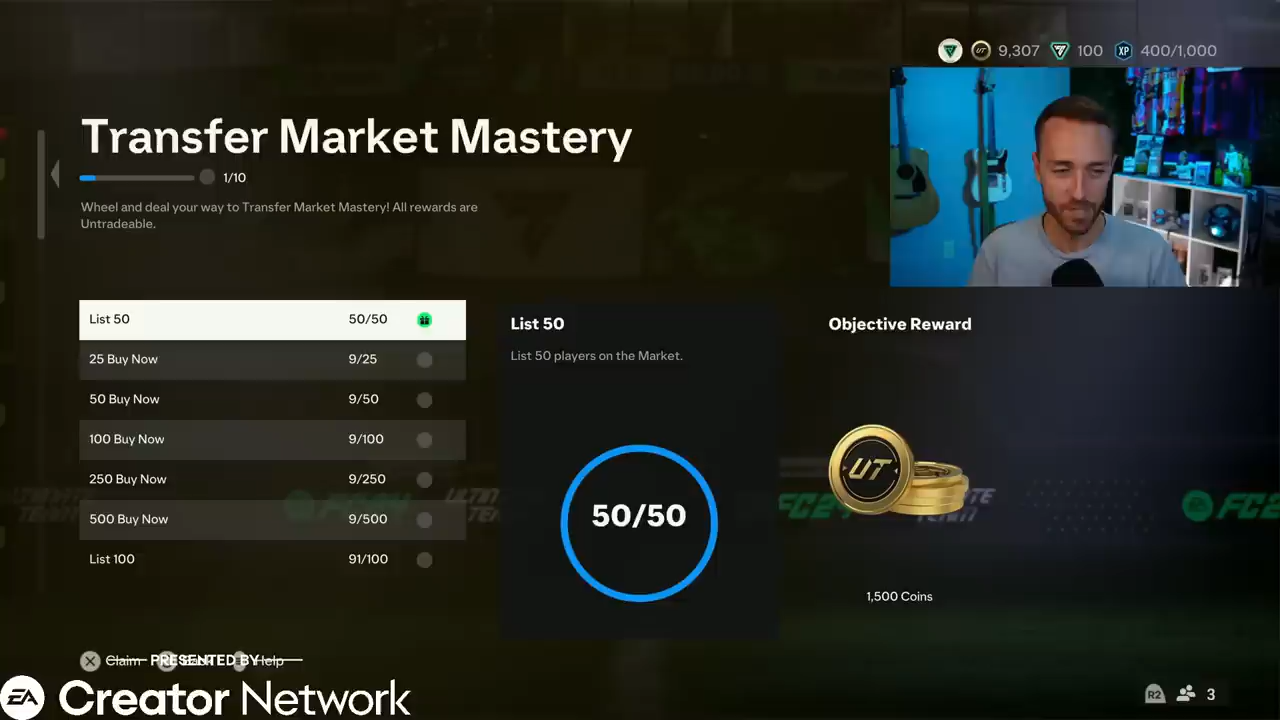 9,307 100 XP 400/1,000
Transfer Market Mastery
1/10
Wheel and deal your way to Transfer Market Mastery! All rewards are
Untradeable.
List 50 50/50
25 Buy Now 9/25
50 Buy Now 9/50
100 Buy Now 9/100
250 Buy Now 9/250
500 Buy Now 9/500
List 100 91/100
List 50
List 50 players on the Market.
50/50
Objective Reward
UT
1,500 Coins
Claim Help
PRESENTED BY
EA Creator Network
R2 3